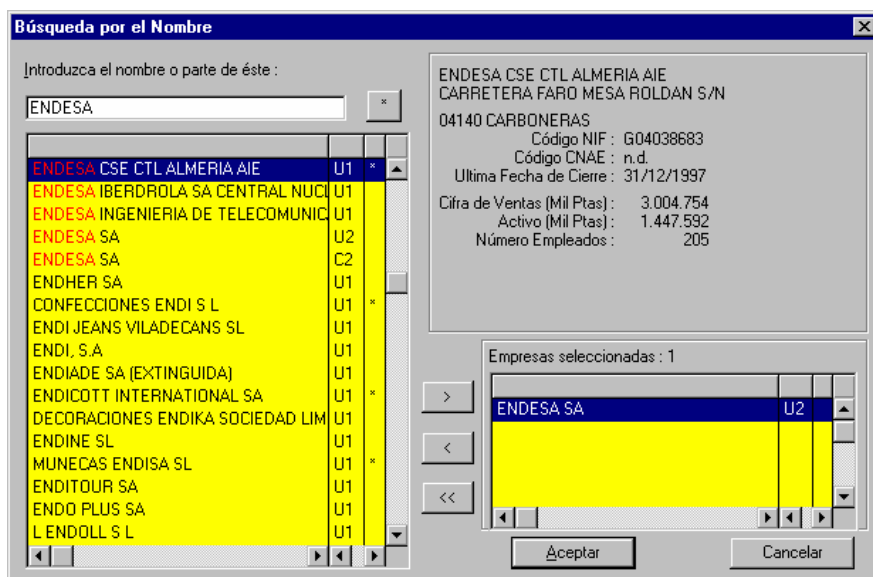 Búsqueda por el Nombre
Introduzca el nombre o parte de éste :
ENDESA
*
ENDESA CSE CTL ALMERIA AIE U1 *
ENDESA IBERDROLA SA CENTRAL NUCL U1
ENDESA INGENIERIA DE TELECOMUNIC U1
ENDESA SA U2
ENDESA SA C2
ENDHER SA U1
CONFECCIONES ENDI S L U1 *
ENDI JEANS VILADECANS SL U1
ENDI, S.A U1
ENDIADE SA (EXTINGUIDA) U1
ENDICOTT INTERNATIONAL SA U1 *
DECORACIONES ENDIKA SOCIEDAD LIM U1
ENDINE SL U1
MUNECAS ENDISA SL U1 *
ENDITOUR SA U1
ENDO PLUS SA U1
L ENDOLL S L U1
ENDESA CSE CTL ALMERIA AIE
CARRETERA FARO MESA ROLDAN S/N
04140 CARBONERAS
Código NIF : G04038683
Código CNAE : n.d.
Ultima Fecha de Cierre : 31/12/1997
Cifra de Ventas (Mil Ptas) : 3.004.754
Activo (Mil Ptas) : 1.447.592
Número Empleados : 205
Empresas seleccionadas : 1
>
<
<<
ENDESA SA U2
Aceptar
Cancelar